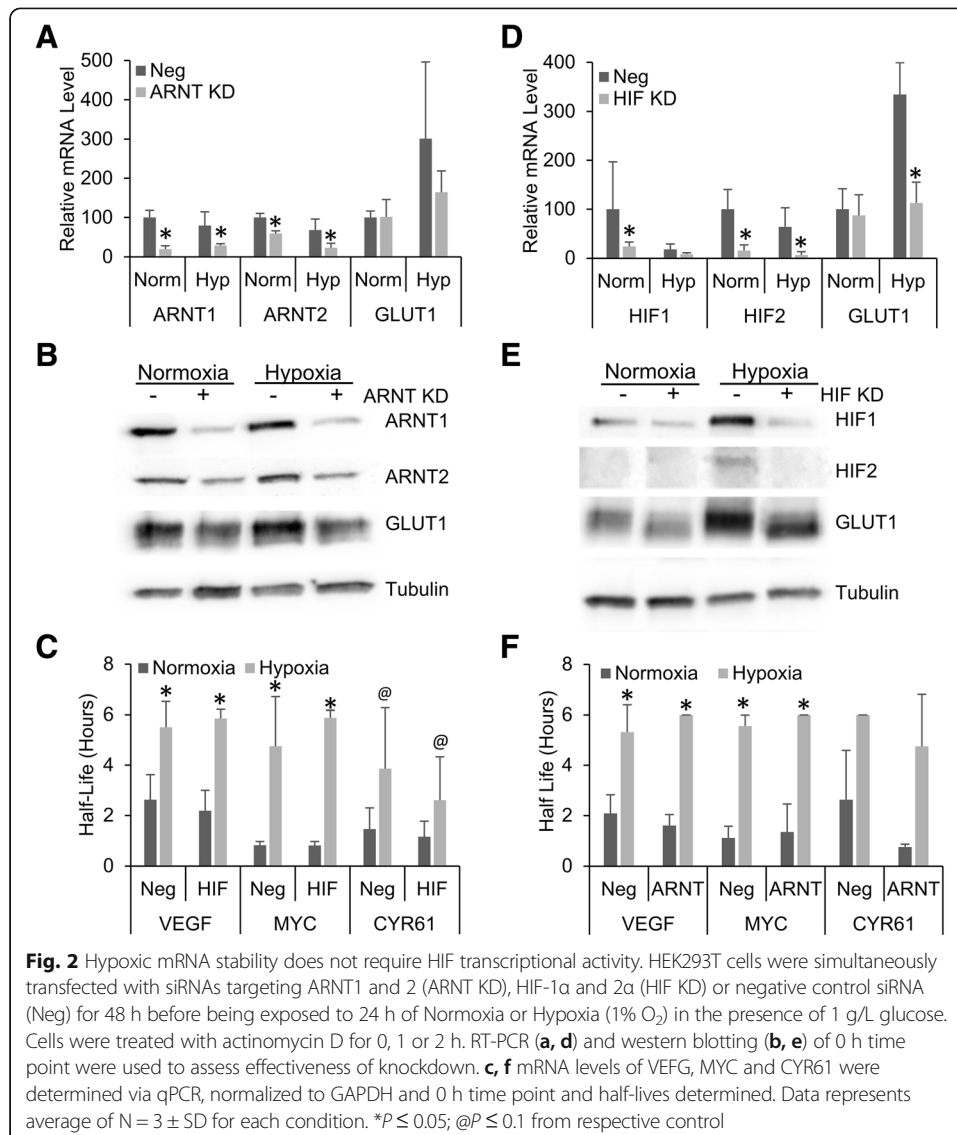 A
Relative mRNA Level
500
400
300
200
100
0
Neg
ARNT KD
* * * *
Norm Hyp Norm Hyp Norm Hyp
ARNT1 ARNT2 GLUT1
B
Normoxia Hypoxia
- + - + ARNT KD
ARNT1
ARNT2
GLUT1
Tubulin
C
Half-Life (Hours)
8
6
4
2
0
Normoxia Hypoxia
* * * * @ @
Neg HIF Neg HIF Neg HIF
VEGF MYC CYR61
D
Relative mRNA Level
400
300
200
100
0
Neg
HIF KD
* * * *
Norm Hyp Norm Hyp Norm Hyp
HIF1 HIF2 GLUT1
E
Normoxia Hypoxia
- + - + HIF KD
HIF1
HIF2
GLUT1
Tubulin
F
Half Life (Hours)
8
6
4
2
0
Normoxia Hypoxia
* * * *
Neg ARNT Neg ARNT Neg ARNT
VEGF MYC CYR61
Fig. 2 Hypoxic mRNA stability does not require HIF transcriptional activity. HEK293T cells were simultaneously
transfected with siRNAs targeting ARNT1 and 2 (ARNT KD), HIF-1α and 2α (HIF KD) or negative control siRNA
(Neg) for 48 h before being exposed to 24 h of Normoxia or Hypoxia (1% O₂) in the presence of 1 g/L glucose.
Cells were treated with actinomycin D for 0, 1 or 2 h. RT-PCR (a, d) and western blotting (b, e) of 0 h time
point were used to assess effectiveness of knockdown. c, f mRNA levels of VEFG, MYC and CYR61 were
determined via qPCR, normalized to GAPDH and 0 h time point and half-lives determined. Data represents
average of N = 3 ± SD for each condition. *P ≤ 0.05; @P ≤ 0.1 from respective control